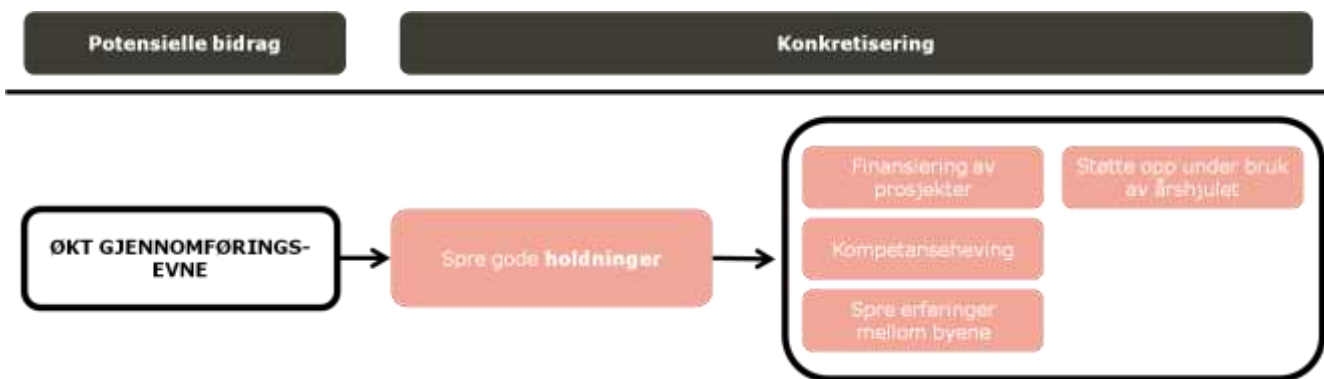 Potensielle bidrag
Konkretisering
ØKT GJENNOMFØRINGS-
EVNE
Spre gode holdninger
Finansiering av
prosjekter
Støtte opp under bruk
av årshjulet
Kompetanseheving
Spre erfaringer
mellom byene